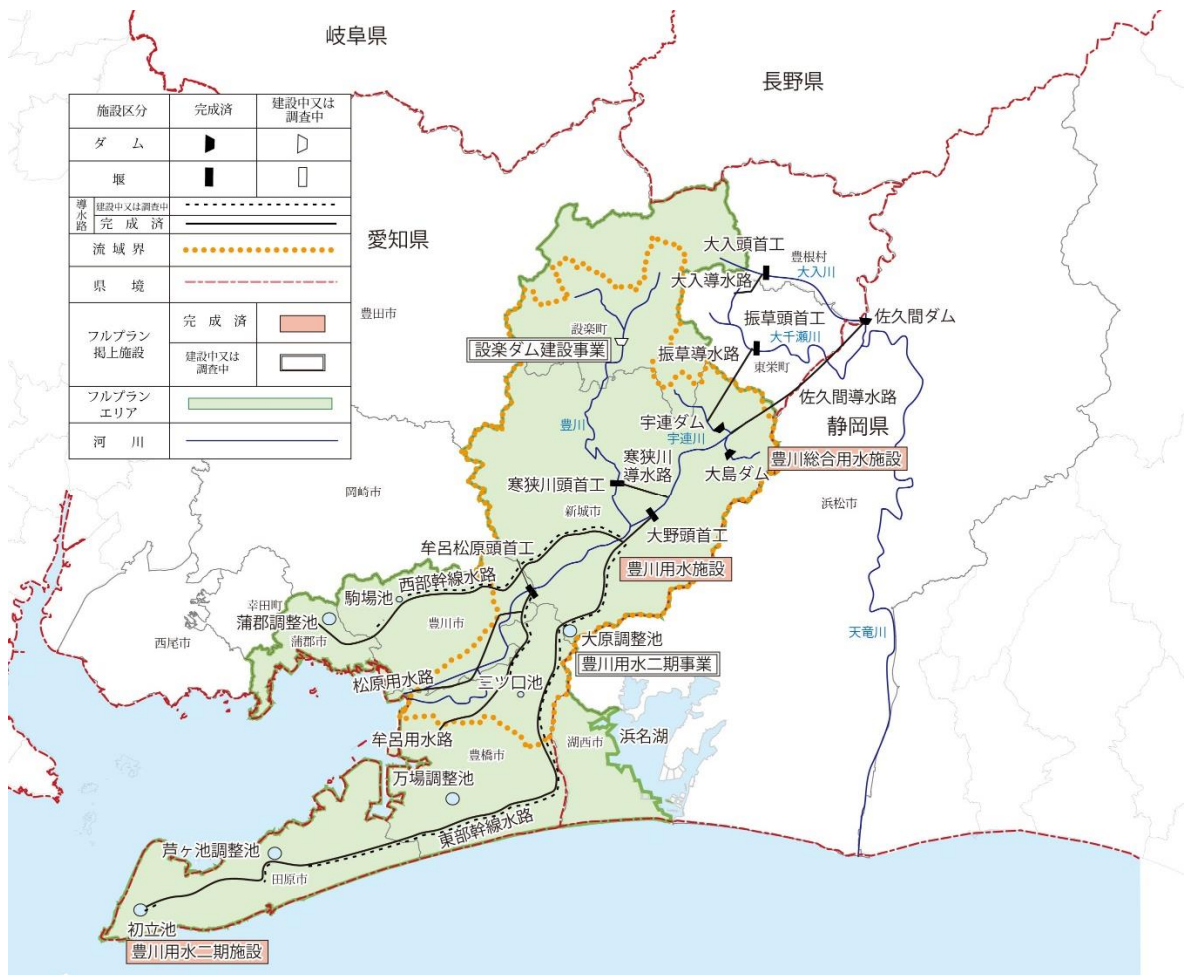 岐阜県
長野県
愛知県
静岡県
施設区分
完成済
建設中又は
調査中
ダム
堰
導水路
建設中又は調査中
完成済
流域界
県境
フルプラン
掲上施設
完成済
建設中又は
調査中
フルプラン
エリア
河川
豊田市
大入頭首工
豊根村
大入川
大入導水路
佐久間ダム
振草頭首工
大千瀬川
設楽町
設楽ダム建設事業
振草導水路
東栄町
佐久間導水路
宇連ダム
豊川
宇連川
寒狭川
導水路
大島ダム
豊川総合用水施設
寒狭川頭首工
岡崎市
新城市
浜松市
大野頭首工
牟呂松原頭首工
豊川用水施設
西部幹線水路
駒場池
幸田町
蒲郡調整池
豊川市
蒲郡市
西尾市
天竜川
大原調整池
豊川用水二期事業
松原用水路
三ツ口池
牟呂用水路
湖西市
浜名湖
豊橋市
万場調整池
東部幹線水路
芦ヶ池調整池
田原市
初立池
豊川用水二期施設